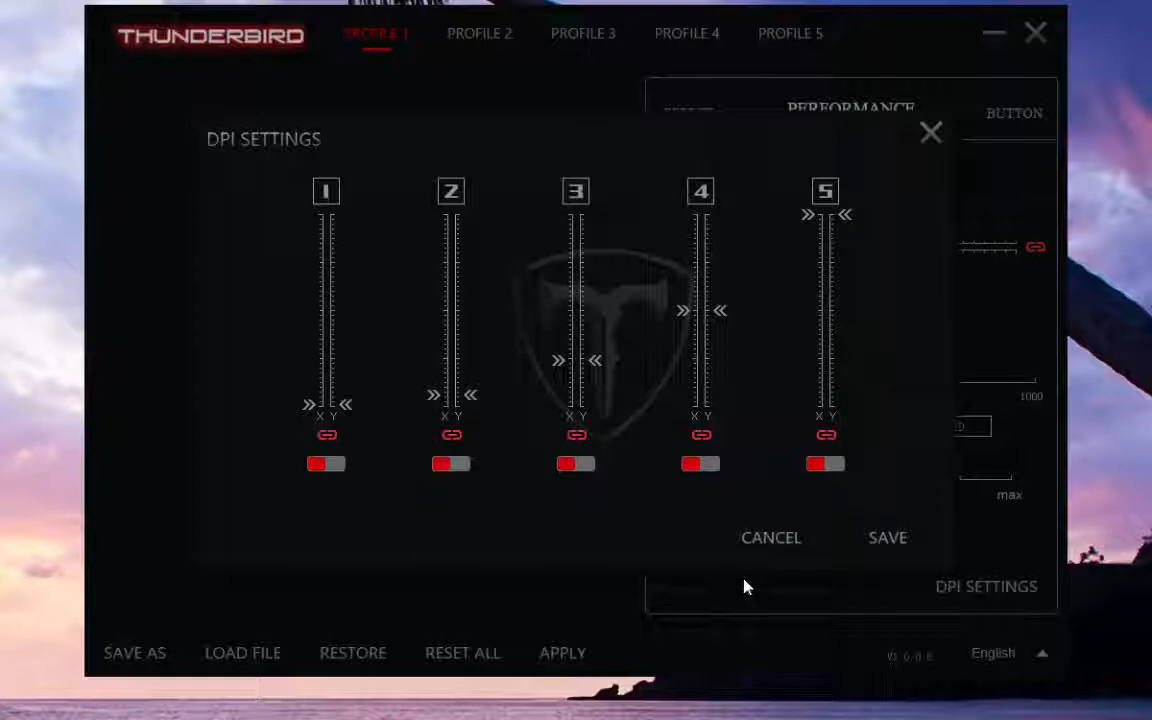 THUNDERBIRD PROFILE 1 PROFILE 2 PROFILE 3 PROFILE 4 PROFILE 5
PERFORMANCE BUTTON
DPI SETTINGS
1 2 3 4 5
X Y X Y X Y X Y X Y
1000
max
CANCEL SAVE
DPI SETTINGS
SAVE AS LOAD FILE RESTORE RESET ALL APPLY English